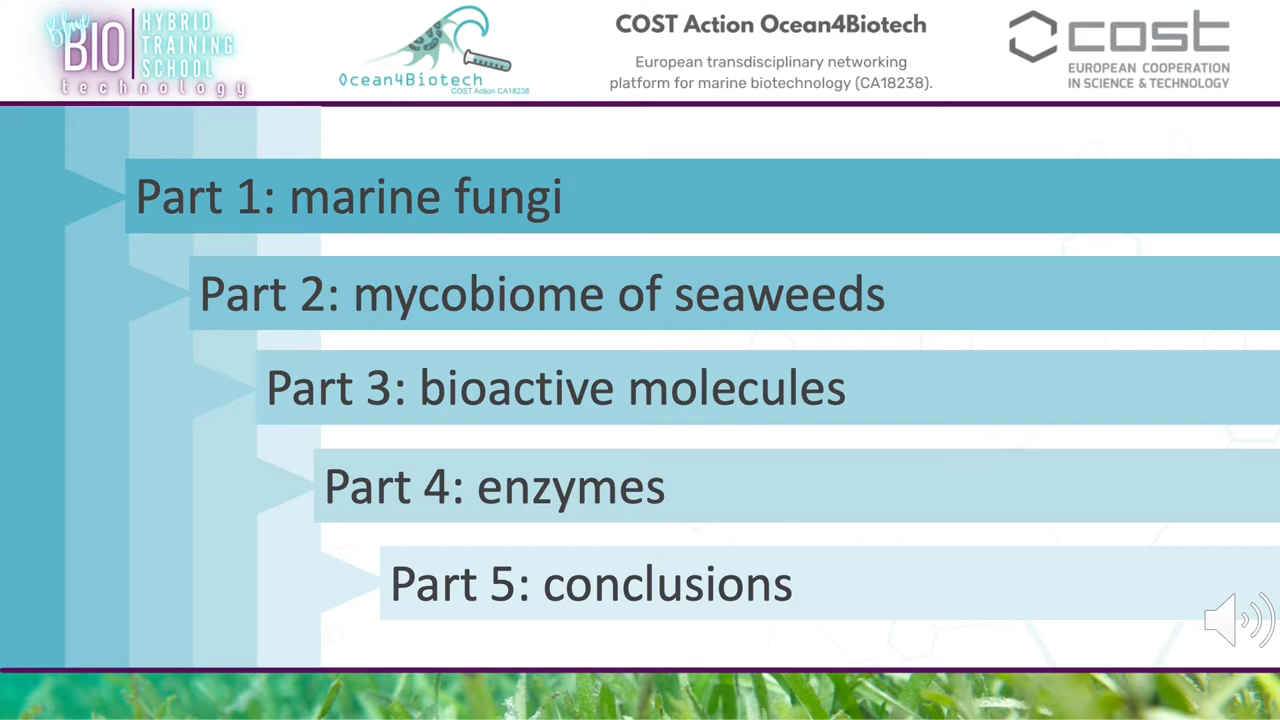 Blue
BIO
HYBRID
TRAINING
SCHOOL
technology
Ocean4Biotech
COST Action CA18238
COST Action Ocean4Biotech
European transdisciplinary networking
platform for marine biotechnology (CA18238).
cost
EUROPEAN COOPERATION
IN SCIENCE & TECHNOLOGY
Part 1: marine fungi
Part 2: mycobiome of seaweeds
Part 3: bioactive molecules
Part 4: enzymes
Part 5: conclusions